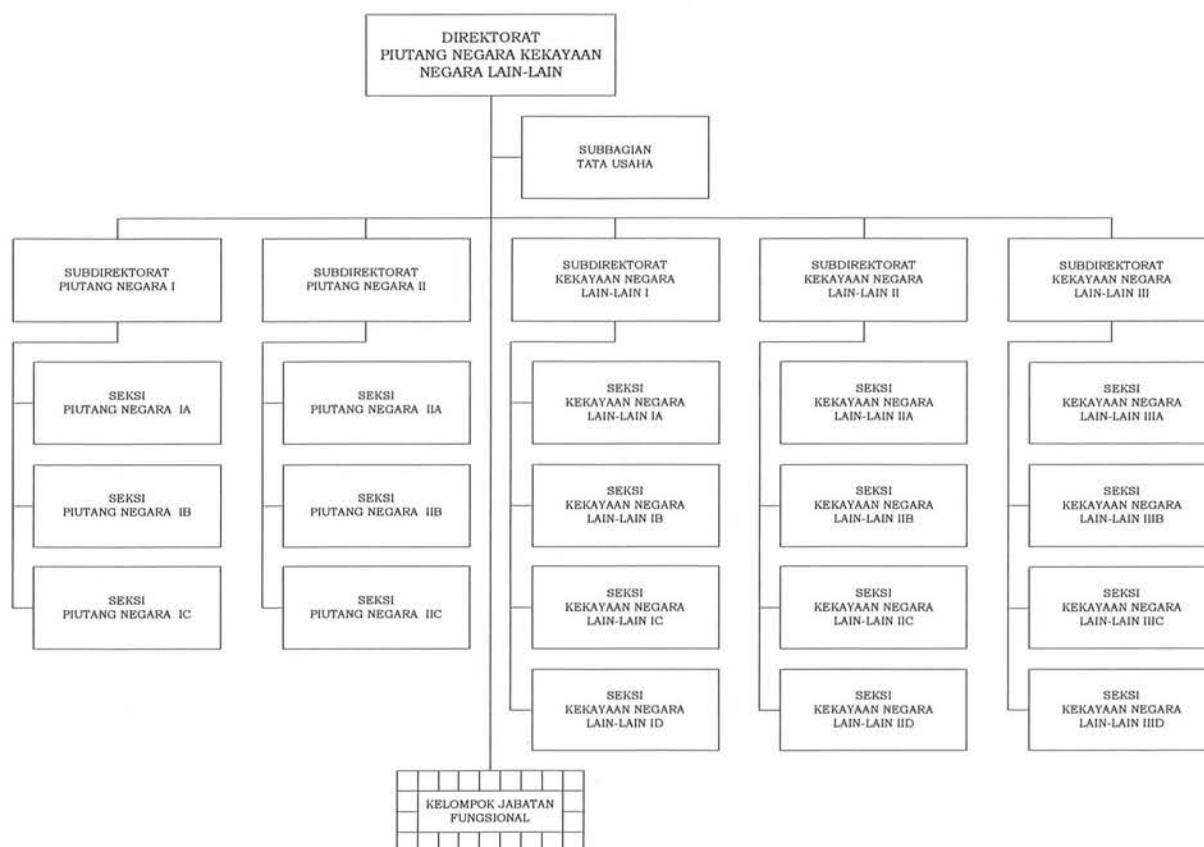 DIREKTORAT
PIUTANG NEGARA KEKAYAAN
NEGARA LAIN-LAIN
SUBBAGIAN
TATA USAHA
SUBDIREKTORAT
PIUTANG NEGARA I
SUBDIREKTORAT
PIUTANG NEGARA II
SUBDIREKTORAT
KEKAYAAN NEGARA
LAIN-LAIN I
SUBDIREKTORAT
KEKAYAAN NEGARA
LAIN-LAIN II
SUBDIREKTORAT
KEKAYAAN NEGARA
LAIN-LAIN III
SEKSI
PIUTANG NEGARA IA
SEKSI
PIUTANG NEGARA IIA
SEKSI
KEKAYAAN NEGARA
LAIN-LAIN IA
SEKSI
KEKAYAAN NEGARA
LAIN-LAIN IIA
SEKSI
KEKAYAAN NEGARA
LAIN-LAIN IIIA
SEKSI
PIUTANG NEGARA IB
SEKSI
PIUTANG NEGARA IIB
SEKSI
KEKAYAAN NEGARA
LAIN-LAIN IB
SEKSI
KEKAYAAN NEGARA
LAIN-LAIN IIB
SEKSI
KEKAYAAN NEGARA
LAIN-LAIN IIIB
SEKSI
PIUTANG NEGARA IC
SEKSI
PIUTANG NEGARA IIC
SEKSI
KEKAYAAN NEGARA
LAIN-LAIN IC
SEKSI
KEKAYAAN NEGARA
LAIN-LAIN IIC
SEKSI
KEKAYAAN NEGARA
LAIN-LAIN IIIC
SEKSI
KEKAYAAN NEGARA
LAIN-LAIN ID
SEKSI
KEKAYAAN NEGARA
LAIN-LAIN IID
SEKSI
KEKAYAAN NEGARA
LAIN-LAIN IIID
KELOMPOK JABATAN
FUNGSIONAL